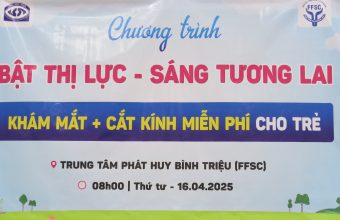 FFSC
Chương trình
BẬT THỊ LỰC - SÁNG TƯƠNG LAI
KHÁM MẮT + CẮT KÍNH MIỄN PHÍ CHO TRẺ
TRUNG TÂM PHÁT HUY BÌNH TRIỆU (FFSC)
08h00 | Thứ tư - 16.04.2025